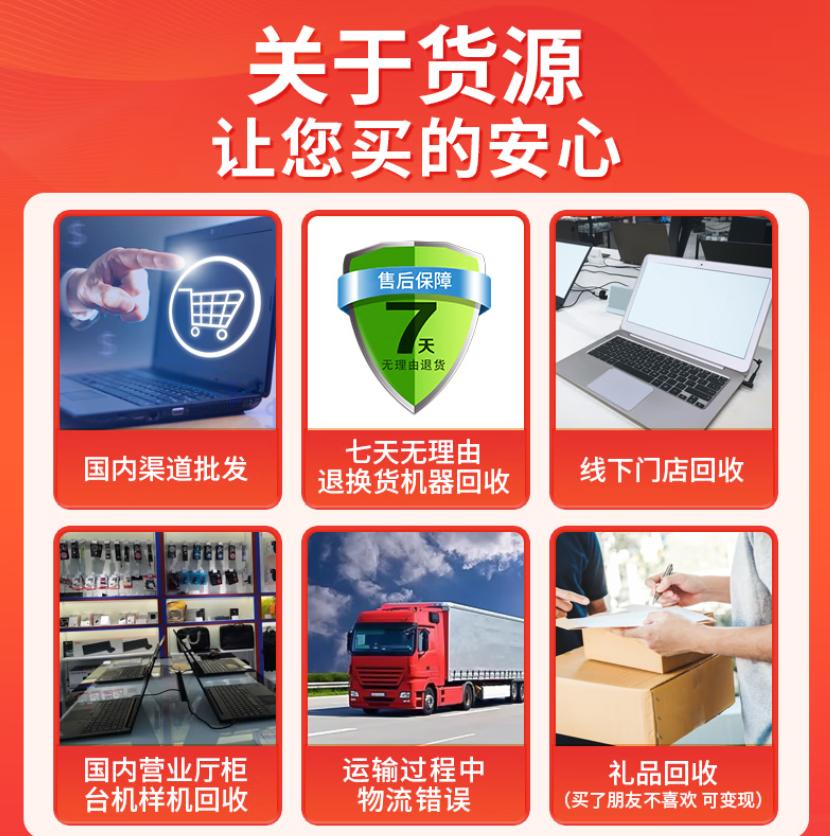 关于货源
让您买的安心
售后保障
7天
无理由退货
国内渠道批发
七天无理由
退换货机器回收
线下门店回收
国内营业厅柜
台机样机回收
运输过程中
物流错误
礼品回收
（买了朋友不喜欢 可变现）